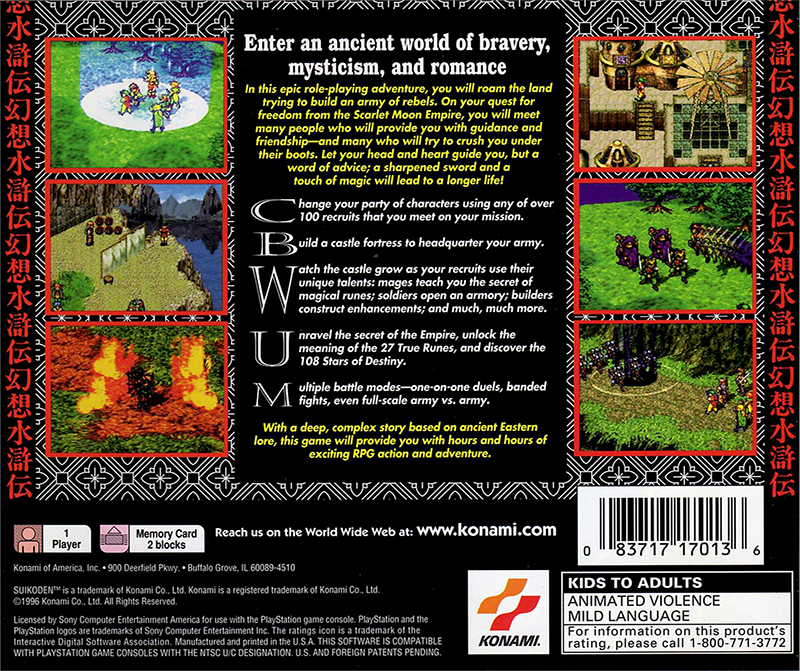 想水滸伝幻想水滸伝幻想水滸伝
Enter an ancient world of bravery,
mysticism, and romance
In this epic role-playing adventure, you will roam the land
trying to build an army of rebels. On your quest for
freedom from the Scarlet Moon Empire, you will meet
many people who will provide you with guidance and
friendship—and many who will try to crush you under
their boots. Let your head and heart guide you, but a
word of advice; a sharpened sword and a
touch of magic will lead to a longer life!
Change your party of characters using any of over
100 recruits that you meet on your mission.
Build a castle fortress to headquarter your army.
Watch the castle grow as your recruits use their
unique talents: mages teach you the secret of
magical runes; soldiers open an armory; builders
construct enhancements; and much, much more.
Unravel the secret of the Empire, unlock the
meaning of the 27 True Runes, and discover the
108 Stars of Destiny.
Multiple battle modes—one-on-one duels, banded
fights, even full-scale army vs. army.
With a deep, complex story based on ancient Eastern
lore, this game will provide you with hours and hours of
exciting RPG action and adventure.
想水滸伝幻想水滸伝幻想水滸伝
1
Player
Memory Card
2 blocks
Reach us on the World Wide Web at: www.konami.com
0 83717 17013 6
Konami of America, Inc. • 900 Deerfield Pkwy. • Buffalo Grove, IL 60089-4510
SUIKODEN™ is a trademark of Konami Co., Ltd. Konami is a registered trademark of Konami Co., Ltd.
©1996 Konami Co., Ltd. All Rights Reserved.
Licensed by Sony Computer Entertainment America for use with the PlayStation game console. PlayStation and the
PlayStation logos are trademarks of Sony Computer Entertainment Inc. The ratings icon is a trademark of the
Interactive Digital Software Association. Manufactured and printed in the U.S.A. THIS SOFTWARE IS COMPATIBLE
WITH PLAYSTATION GAME CONSOLES WITH THE NTSC U/C DESIGNATION. U.S. AND FOREIGN PATENTS PENDING.
KONAMI®
KIDS TO ADULTS
ANIMATED VIOLENCE
MILD LANGUAGE
For information on this product's
rating, please call 1-800-771-3772